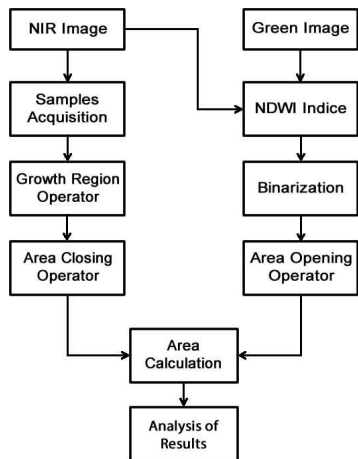 NIR Image
Green Image
Samples
Acquisition
NDWI Indice
Growth Region
Operator
Binarization
Area Closing
Operator
Area Opening
Operator
Area
Calculation
Analysis of
Results